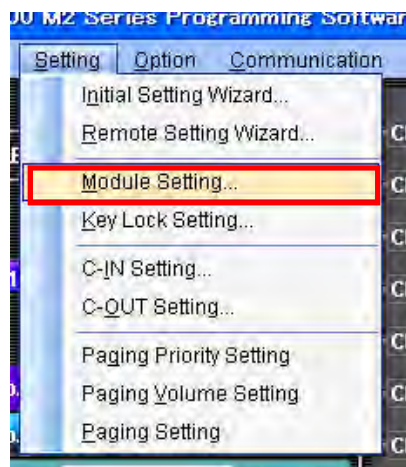 00 M2 Series Programming Softwar
Setting Option Communication
Initial Setting Wizard...
Remote Setting Wizard...
Module Setting...
Key Lock Setting...
C-IN Setting...
C-OUT Setting...
Paging Priority Setting
Paging Volume Setting
Paging Setting